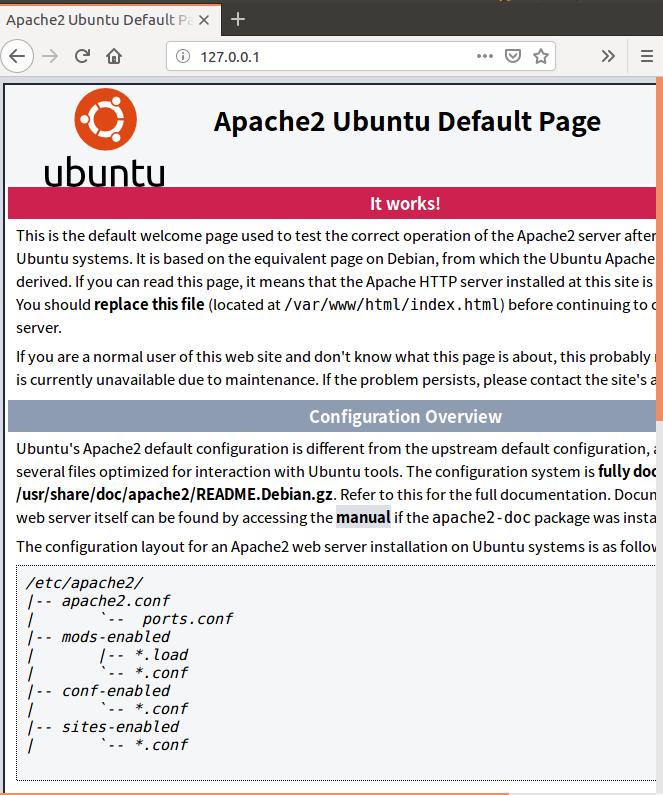 Apache2 Ubuntu Default Pa
127.0.0.1
ubuntu
Apache2 Ubuntu Default Page
It works!
This is the default welcome page used to test the correct operation of the Apache2 server after
Ubuntu systems. It is based on the equivalent page on Debian, from which the Ubuntu Apache
derived. If you can read this page, it means that the Apache HTTP server installed at this site is
You should replace this file (located at /var/www/html/index.html) before continuing to
server.
If you are a normal user of this web site and don't know what this page is about, this probably
is currently unavailable due to maintenance. If the problem persists, please contact the site's a
Configuration Overview
Ubuntu's Apache2 default configuration is different from the upstream default configuration,
several files optimized for interaction with Ubuntu tools. The configuration system is fully doc
/usr/share/doc/apache2/README.Debian.gz. Refer to this for the full documentation. Docum
web server itself can be found by accessing the manual if the apache2-doc package was insta
The configuration layout for an Apache2 web server installation on Ubuntu systems is as follow
/etc/apache2/
|-- apache2.conf
|       `--  ports.conf
|-- mods-enabled
|       |-- *.load
|       `-- *.conf
|-- conf-enabled
|       `-- *.conf
|-- sites-enabled
|       `-- *.conf